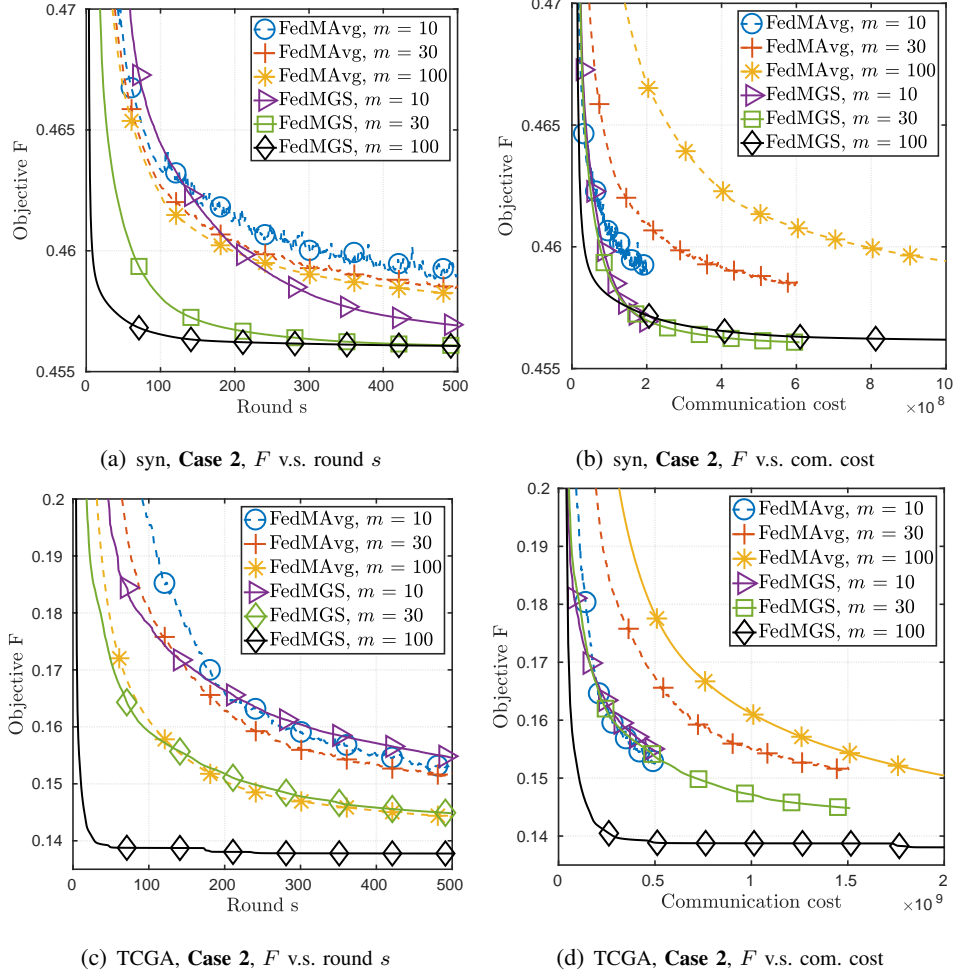 0.47
0.465
0.46
0.455
Objective F
FedMAvg, m = 10
FedMAvg, m = 30
FedMAvg, m = 100
FedMGS, m = 10
FedMGS, m = 30
FedMGS, m = 100
0 100 200 300 400 500
Round s
(a) syn, Case 2, F v.s. round s
0.47
0.465
0.46
0.455
Objective F
FedMAvg, m = 10
FedMAvg, m = 30
FedMAvg, m = 100
FedMGS, m = 10
FedMGS, m = 30
FedMGS, m = 100
0 2 4 6 8 10
Communication cost
×10^8
(b) syn, Case 2, F v.s. com. cost
0.2
0.19
0.18
0.17
0.16
0.15
0.14
Objective F
FedMAvg, m = 10
FedMAvg, m = 30
FedMAvg, m = 100
FedMGS, m = 10
FedMGS, m = 30
FedMGS, m = 100
0 100 200 300 400 500
Round s
(c) TCGA, Case 2, F v.s. round s
0.2
0.19
0.18
0.17
0.16
0.15
0.14
Objective F
FedMAvg, m = 10
FedMAvg, m = 30
FedMAvg, m = 100
FedMGS, m = 10
FedMGS, m = 30
FedMGS, m = 100
0 0.5 1 1.5 2
Communication cost
×10^9
(d) TCGA, Case 2, F v.s. com. cost